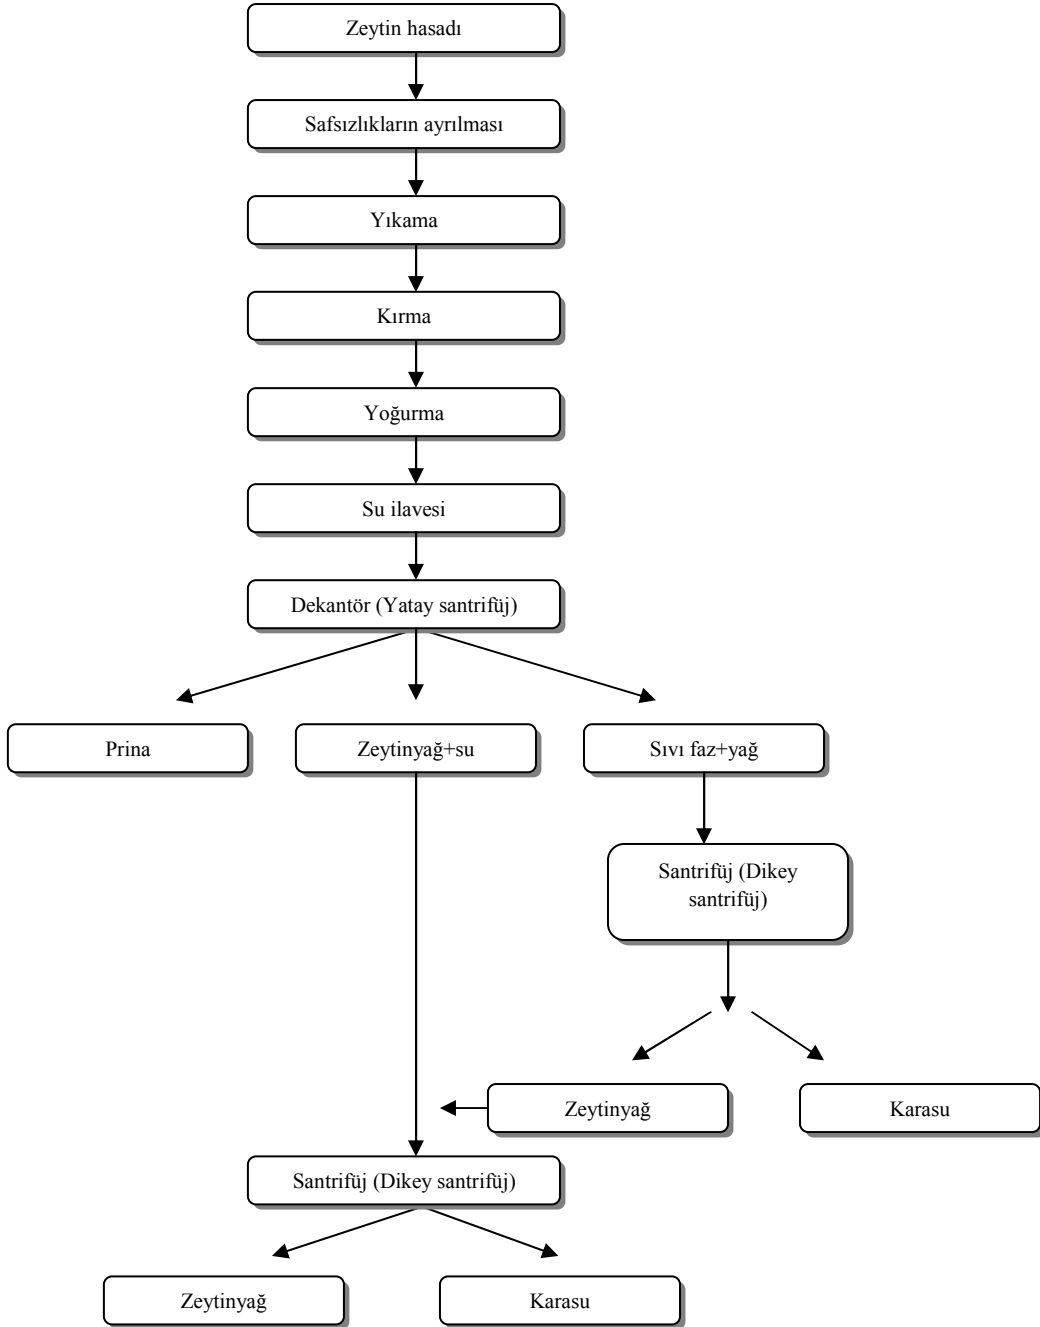 Zeytin hasadı
Safsızlıkların ayrılması
Yıkama
Kırma
Yoğurma
Su ilavesi
Dekantör (Yatay santrifüj)
Prina
Zeytinyağ+su
Sıvı faz+yağ
Santrifüj (Dikey
santrifüj)
Zeytinyağ
Karasu
Santrifüj (Dikey santrifüj)
Zeytinyağ
Karasu